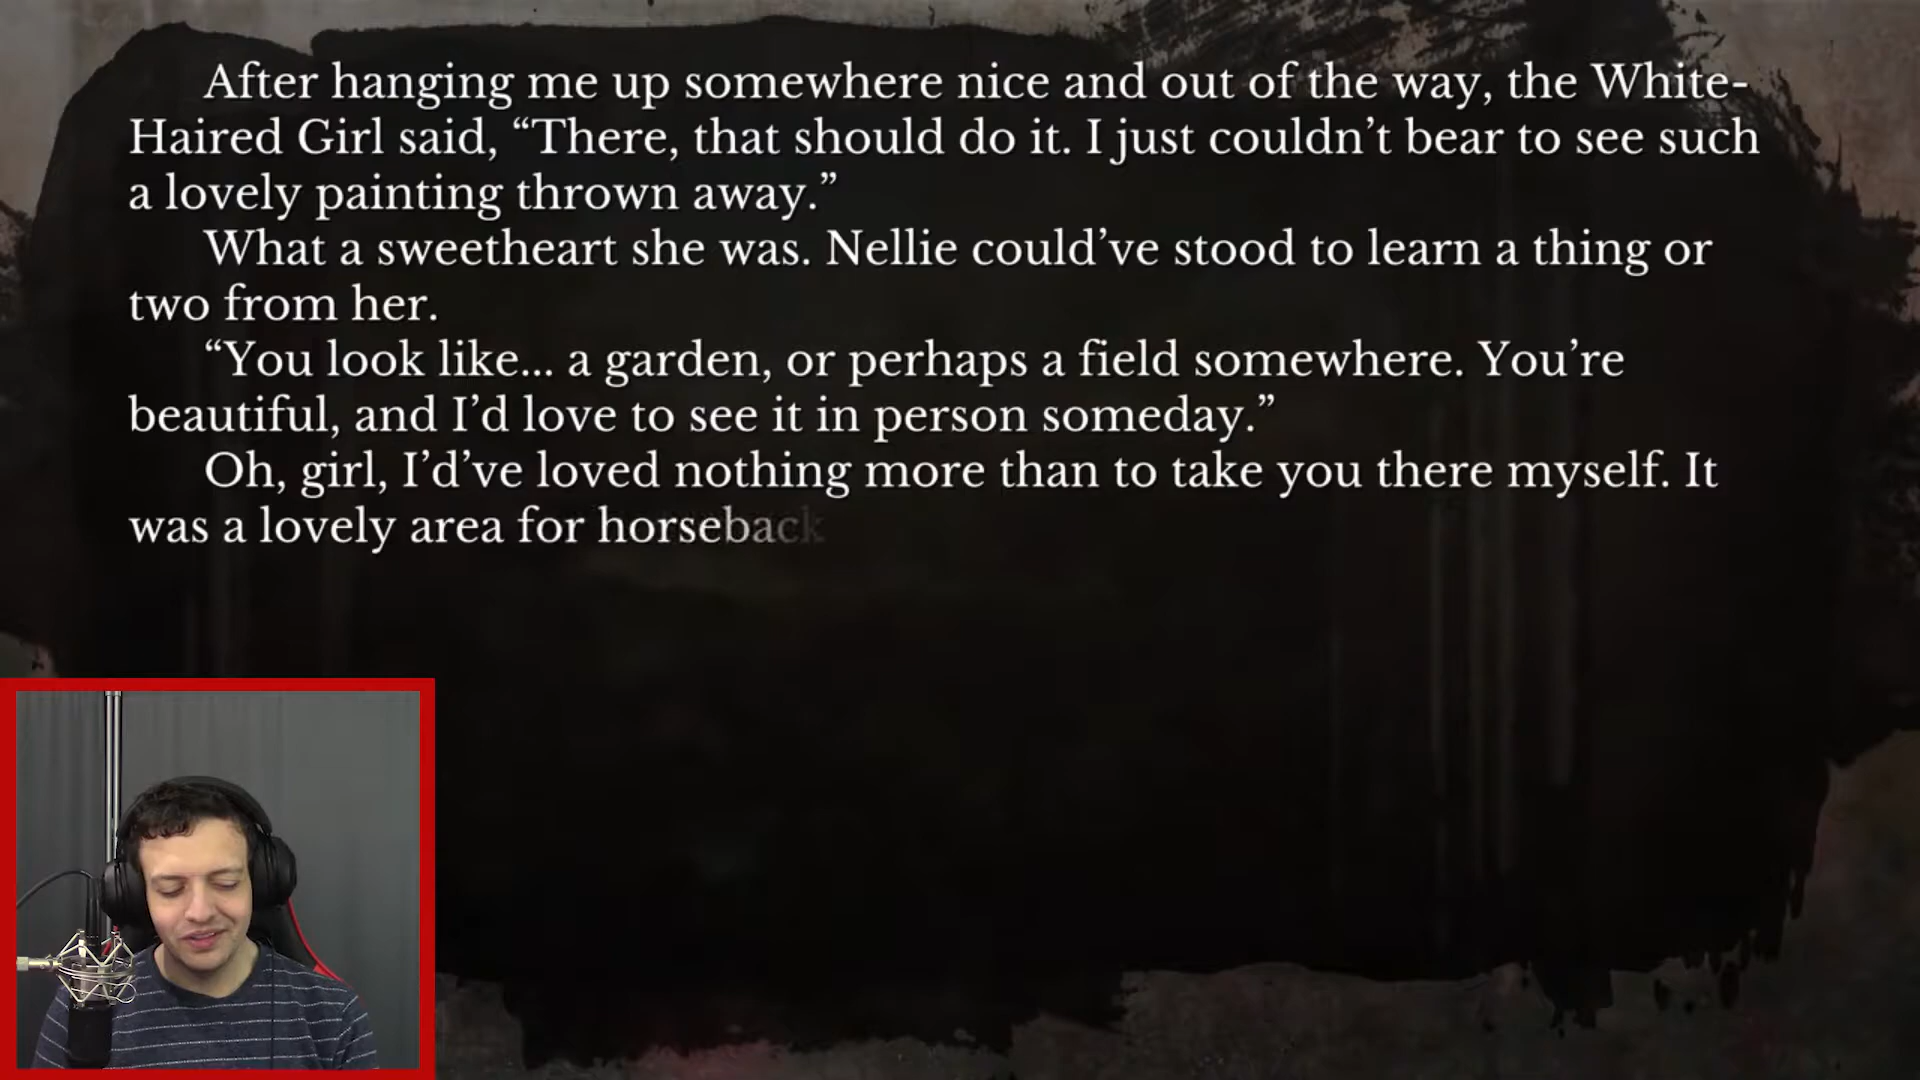 After hanging me up somewhere nice and out of the way, the White-
Haired Girl said, “There, that should do it. I just couldn’t bear to see such
a lovely painting thrown away.”
What a sweetheart she was. Nellie could’ve stood to learn a thing or
two from her.
“You look like... a garden, or perhaps a field somewhere. You’re
beautiful, and I’d love to see it in person someday.”
Oh, girl, I’d’ve loved nothing more than to take you there myself. It
was a lovely area for horseback